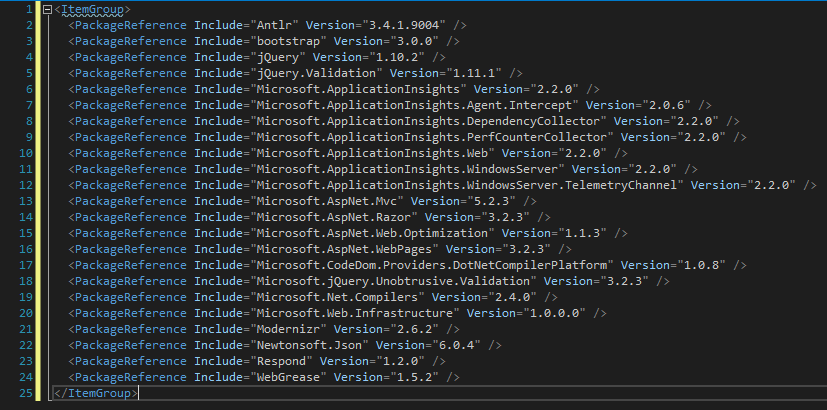 1 <ItemGroup>
2 <PackageReference Include="Antlr" Version="3.4.1.9004" />
3 <PackageReference Include="bootstrap" Version="3.0.0" />
4 <PackageReference Include="jQuery" Version="1.10.2" />
5 <PackageReference Include="jQuery.Validation" Version="1.11.1" />
6 <PackageReference Include="Microsoft.ApplicationInsights" Version="2.2.0" />
7 <PackageReference Include="Microsoft.ApplicationInsights.Agent.Intercept" Version="2.0.6" />
8 <PackageReference Include="Microsoft.ApplicationInsights.DependencyCollector" Version="2.2.0" />
9 <PackageReference Include="Microsoft.ApplicationInsights.PerfCounterCollector" Version="2.2.0" />
10 <PackageReference Include="Microsoft.ApplicationInsights.Web" Version="2.2.0" />
11 <PackageReference Include="Microsoft.ApplicationInsights.WindowsServer" Version="2.2.0" />
12 <PackageReference Include="Microsoft.ApplicationInsights.WindowsServer.TelemetryChannel" Version="2.2.0" />
13 <PackageReference Include="Microsoft.AspNet.Mvc" Version="5.2.3" />
14 <PackageReference Include="Microsoft.AspNet.Razor" Version="3.2.3" />
15 <PackageReference Include="Microsoft.AspNet.Web.Optimization" Version="1.1.3" />
16 <PackageReference Include="Microsoft.AspNet.WebPages" Version="3.2.3" />
17 <PackageReference Include="Microsoft.CodeDom.Providers.DotNetCompilerPlatform" Version="1.0.8" />
18 <PackageReference Include="Microsoft.jQuery.Unobtrusive.Validation" Version="3.2.3" />
19 <PackageReference Include="Microsoft.Net.Compilers" Version="2.4.0" />
20 <PackageReference Include="Microsoft.Web.Infrastructure" Version="1.0.0.0" />
21 <PackageReference Include="Modernizr" Version="2.6.2" />
22 <PackageReference Include="Newtonsoft.Json" Version="6.0.4" />
23 <PackageReference Include="Respond" Version="1.2.0" />
24 <PackageReference Include="WebGrease" Version="1.5.2" />
25 </ItemGroup>